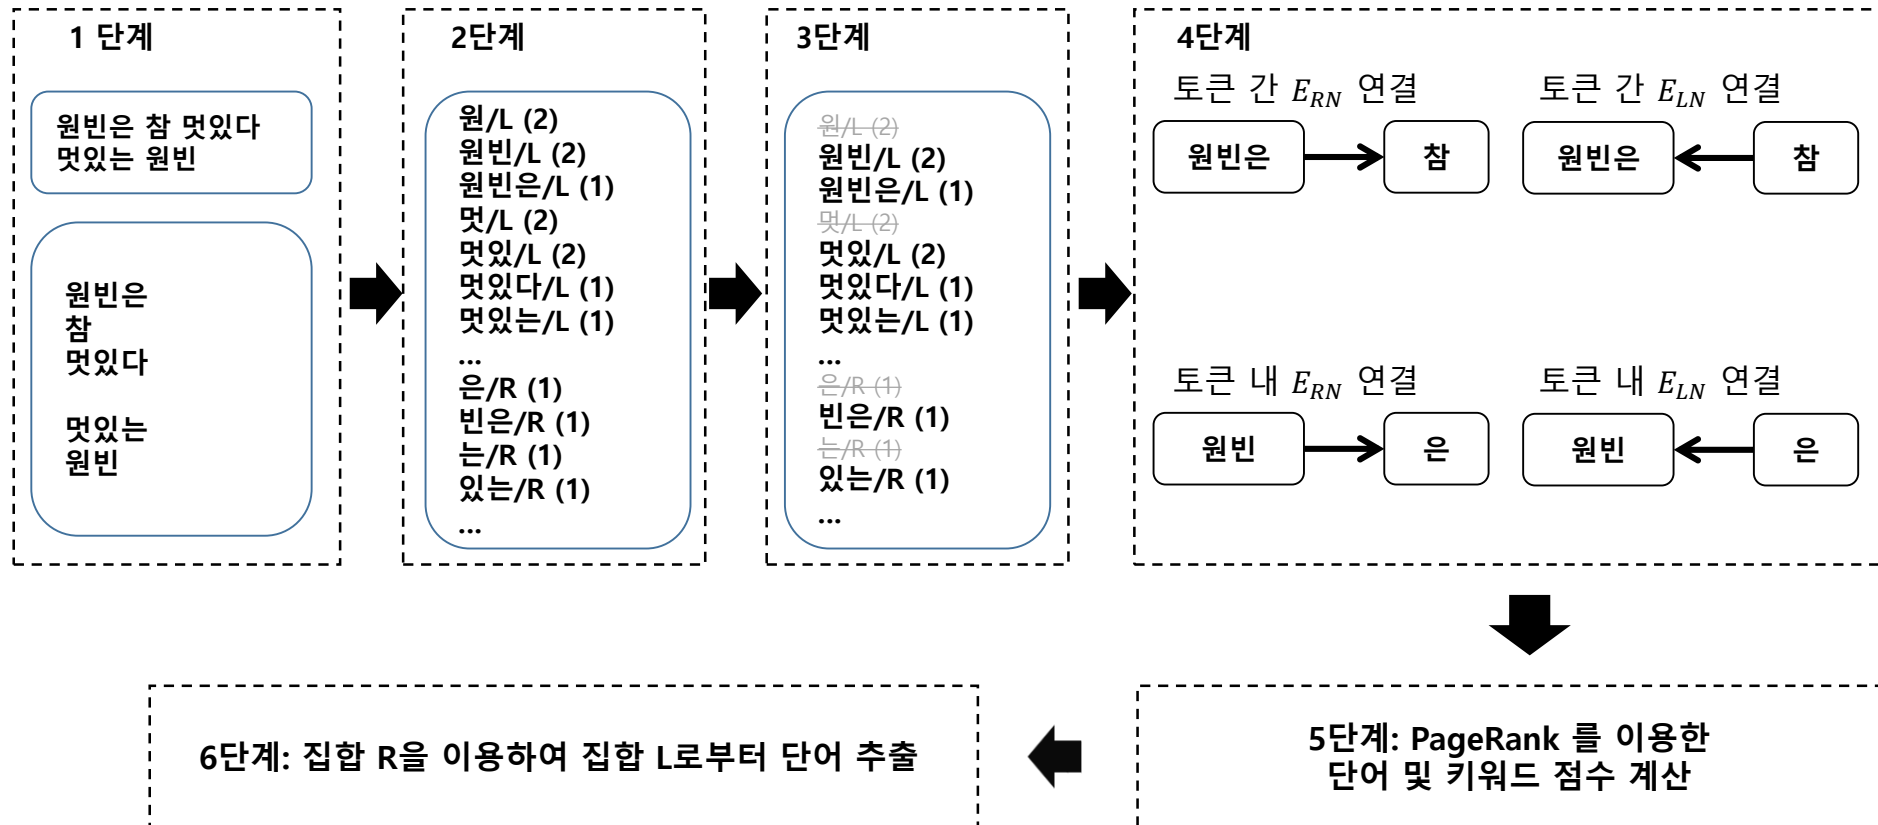 1 단계
원빈은 참 멋있다
멋있는 원빈
원빈은
참
멋있다
멋있는
원빈
2단계
원/L (2)
원빈/L (2)
원빈은/L (1)
멋/L (2)
멋있/L (2)
멋있다/L (1)
멋있는/L (1)
...
은/R (1)
빈은/R (1)
는/R (1)
있는/R (1)
...
3단계
원/L (2)
원빈/L (2)
원빈은/L (1)
멋/L (2)
멋있/L (2)
멋있다/L (1)
멋있는/L (1)
...
은/R (1)
빈은/R (1)
는/R (1)
있는/R (1)
...
4단계
토큰 간 E_RN 연결
원빈은 참
토큰 간 E_LN 연결
원빈은 참
토큰 내 E_RN 연결
원빈 은
토큰 내 E_LN 연결
원빈 은
5단계: PageRank 를 이용한
단어 및 키워드 점수 계산
6단계: 집합 R을 이용하여 집합 L로부터 단어 추출